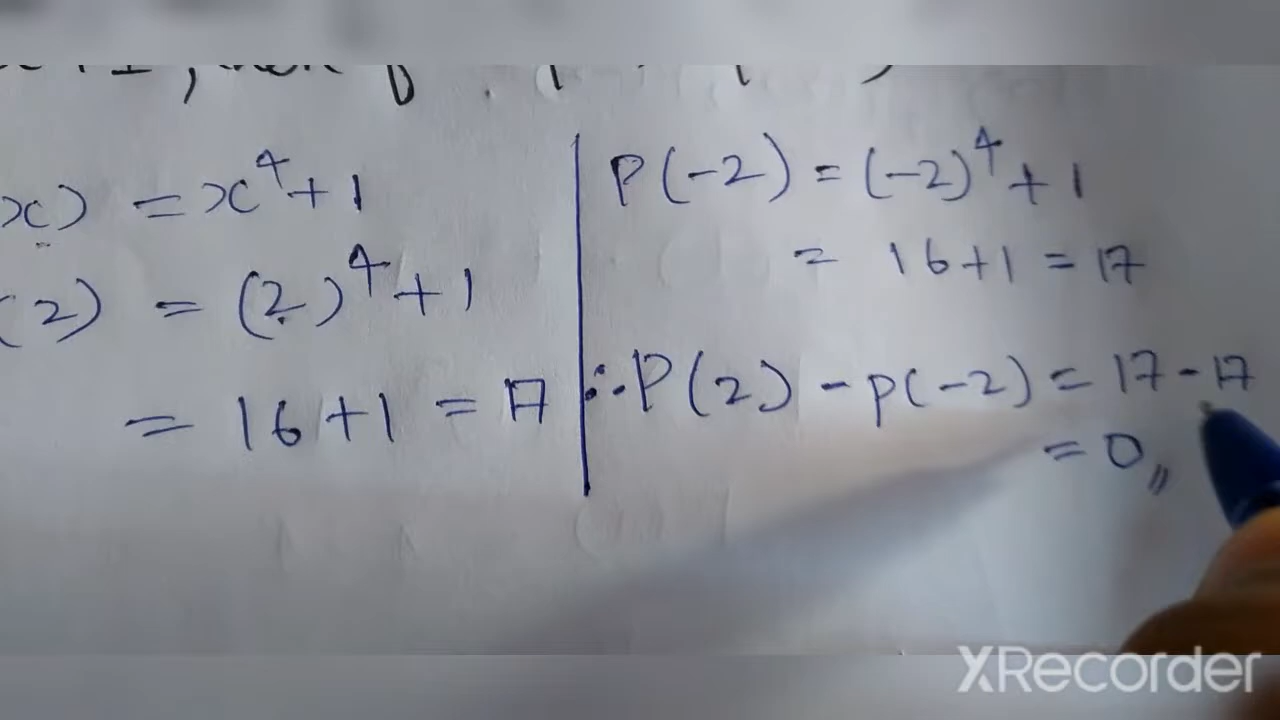 x) = x⁴+1
(2) = (2)⁴+1
= 16+1 = 17
P(-2) = (-2)⁴+1
= 16+1 = 17
∴ P(2) - P(-2) = 17-17
= 0,,
XRecorder